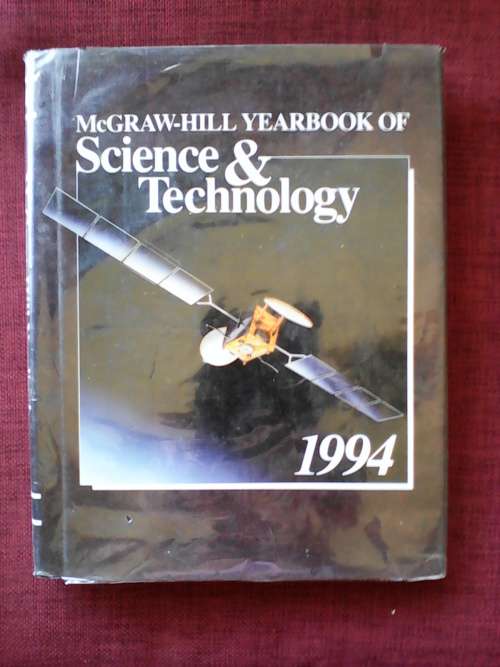 McGRAW-HILL YEARBOOK OF
Science &
Technology
1994